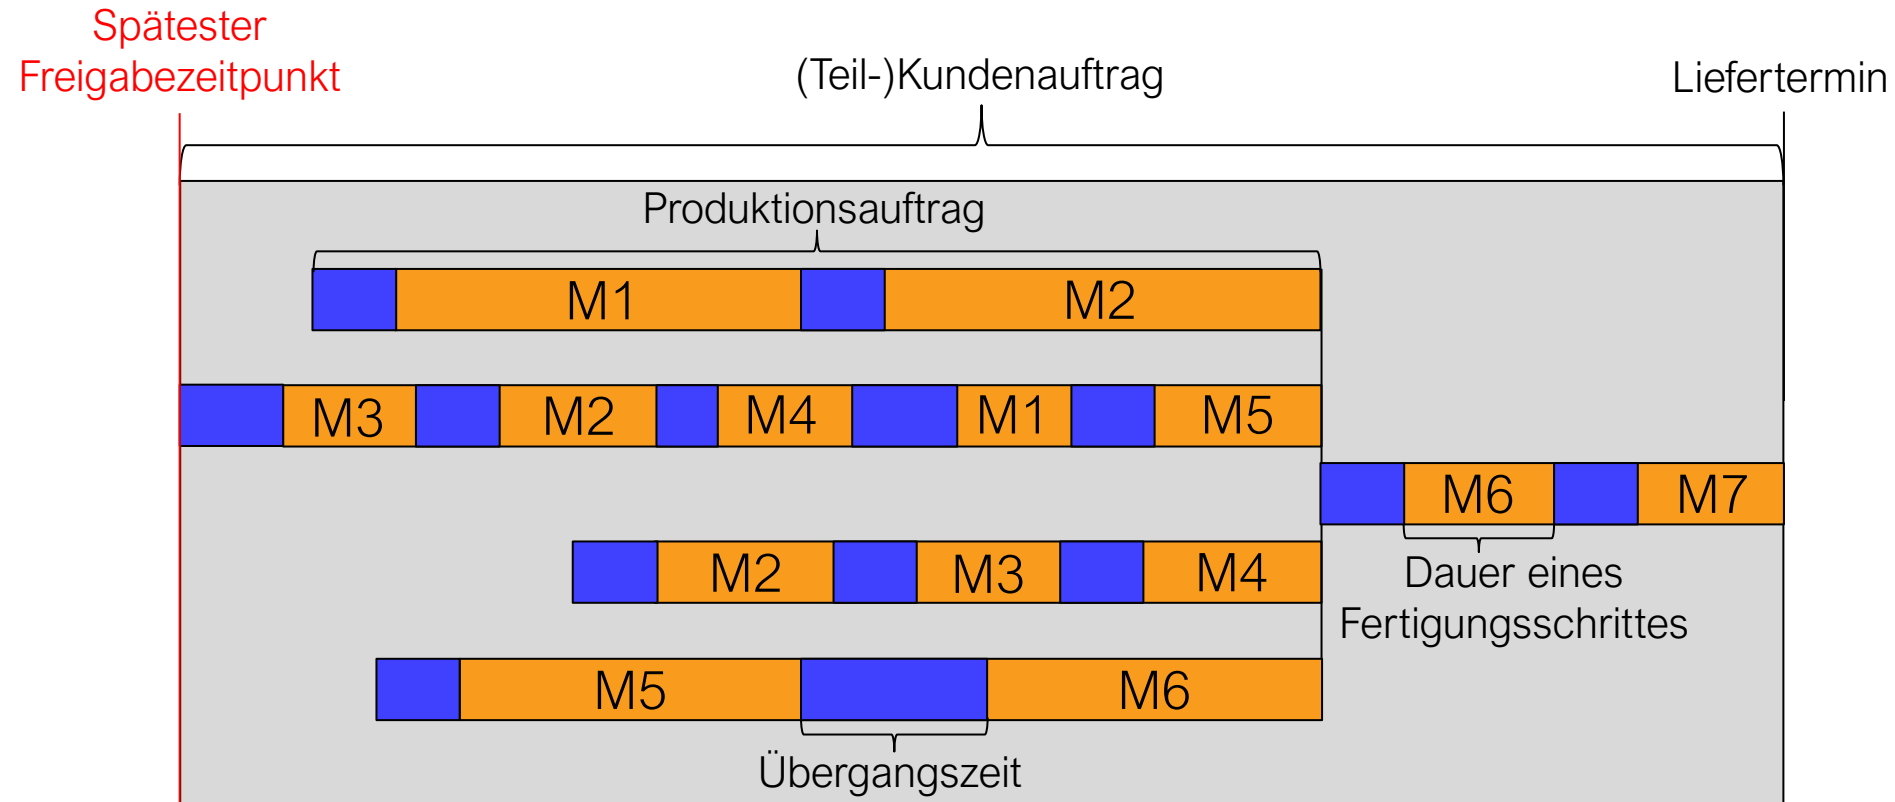 Spätester
Freigabezeitpunkt
(Teil-)Kundenauftrag
Liefertermin
Produktionsauftrag
M1 M2
M3 M2 M4 M1 M5
M6 M7
M2 M3 M4
Dauer eines
Fertigungsschrittes
M5 M6
Übergangszeit